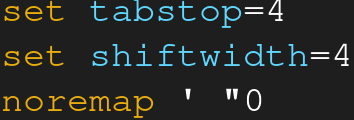 set tabstop=4
set shiftwidth=4
noremap ' "0